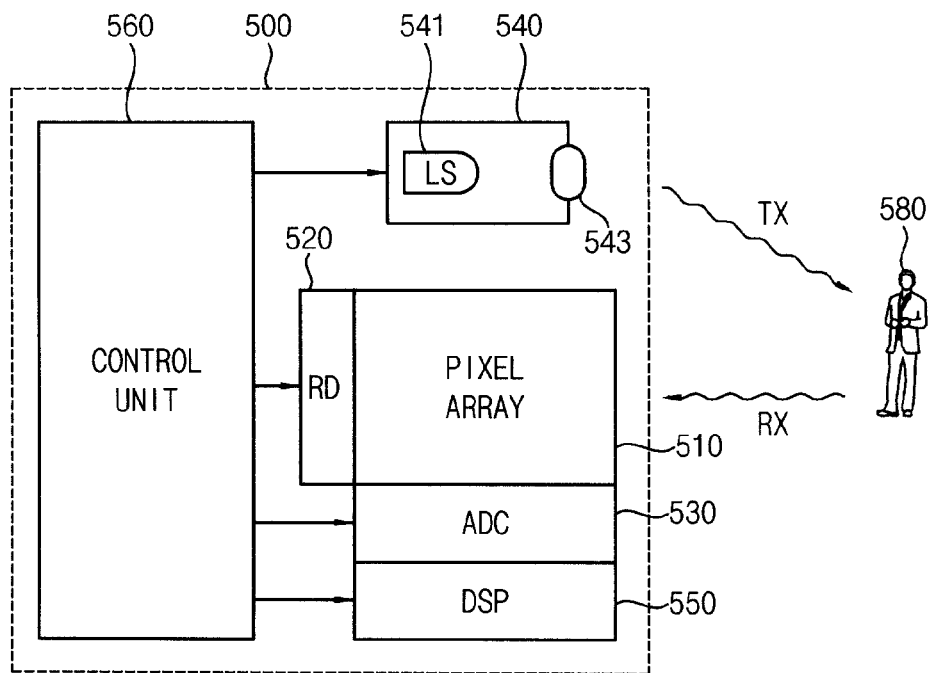 560
500
541
540
LS
543
TX
580
520
CONTROL
UNIT
RD
PIXEL
ARRAY
RX
510
ADC
530
DSP
550